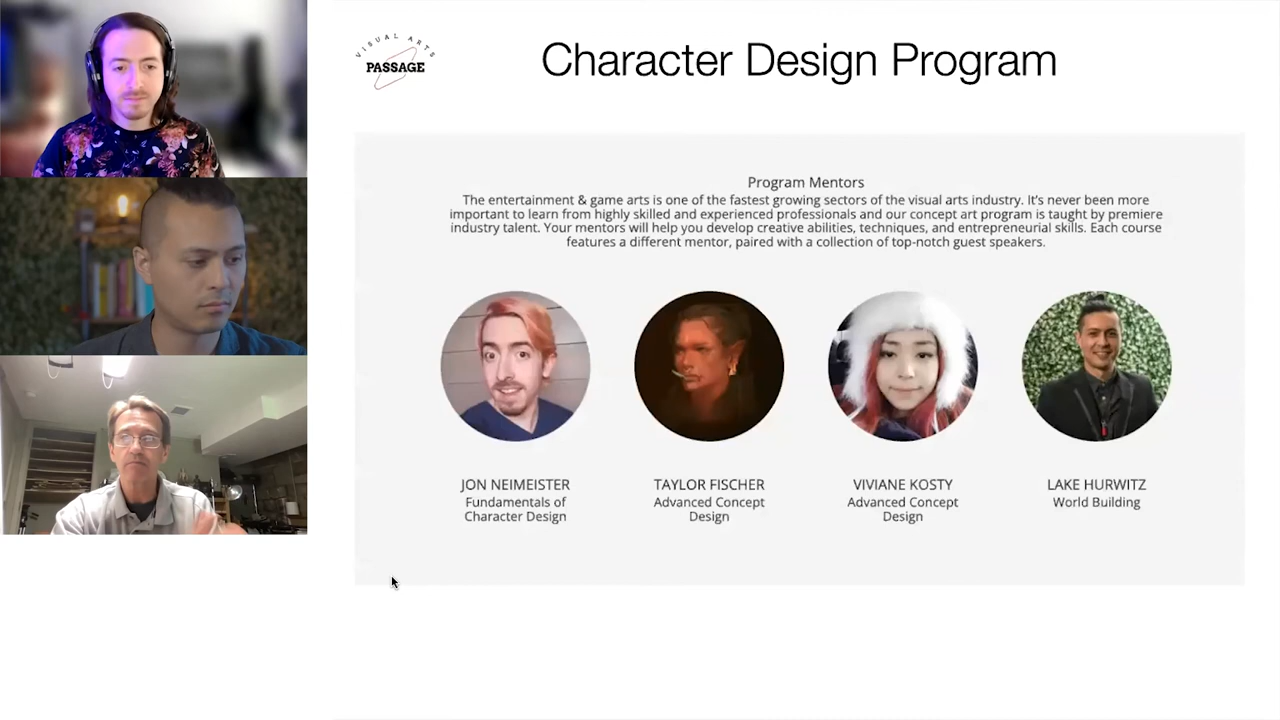 VISUAL ARTS
PASSAGE
Character Design Program
Program Mentors
The entertainment & game arts is one of the fastest growing sectors of the visual arts industry. It's never been more
important to learn from highly skilled and experienced professionals and our concept art program is taught by premiere
industry talent. Your mentors will help you develop creative abilities, techniques, and entrepreneurial skills. Each course
features a different mentor, paired with a collection of top-notch guest speakers.
JON NEIMEISTER
Fundamentals of
Character Design
TAYLOR FISCHER
Advanced Concept
Design
VIVIANE KOSTY
Advanced Concept
Design
LAKE HURWITZ
World Building